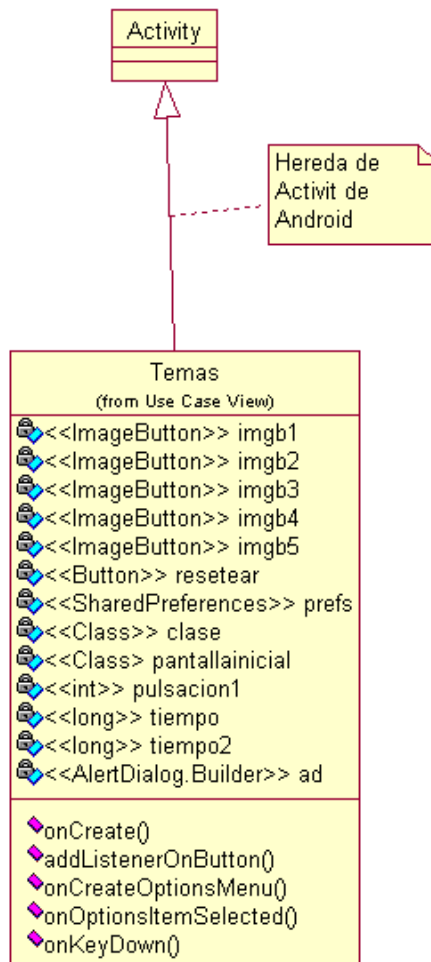 Activity
Hereda de
Activit de
Android
Temas
(from Use Case View)
<<ImageButton>> imgb1
<<ImageButton>> imgb2
<<ImageButton>> imgb3
<<ImageButton>> imgb4
<<ImageButton>> imgb5
<<Button>> resetear
<<SharedPreferences>> prefs
<<Class>> clase
<<Class> pantallainicial
<<int>> pulsacion1
<<long>> tiempo
<<long>> tiempo2
<<AlertDialog.Builder>> ad
onCreate()
addListenerOnButton()
onCreateOptionsMenu()
onOptionsItemSelected()
onKeyDown()